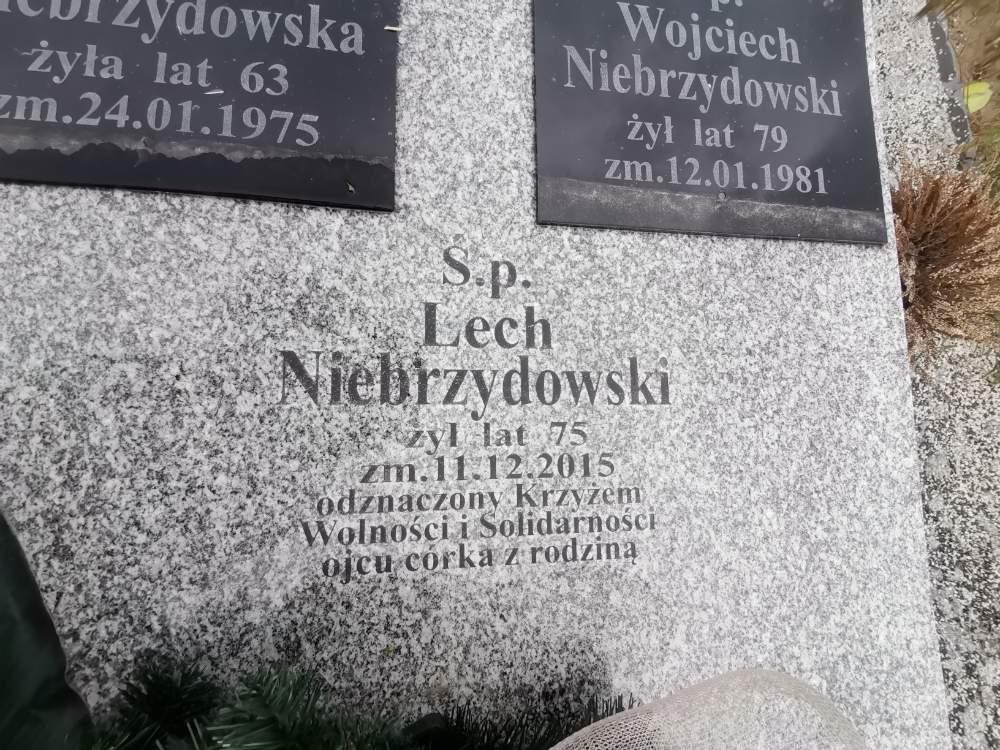 żyła lat 63
zm.24.01.1975
p.
Wojciech
Niebrzydowski
żył lat 79
zm.12.01.1981
Ś.p.
Lech
Niebrzydowski
żył lat 75
zm.11.12.2015
odznaczony Krzyżem
Wolności i Solidarności
ojcu córka z rodziną